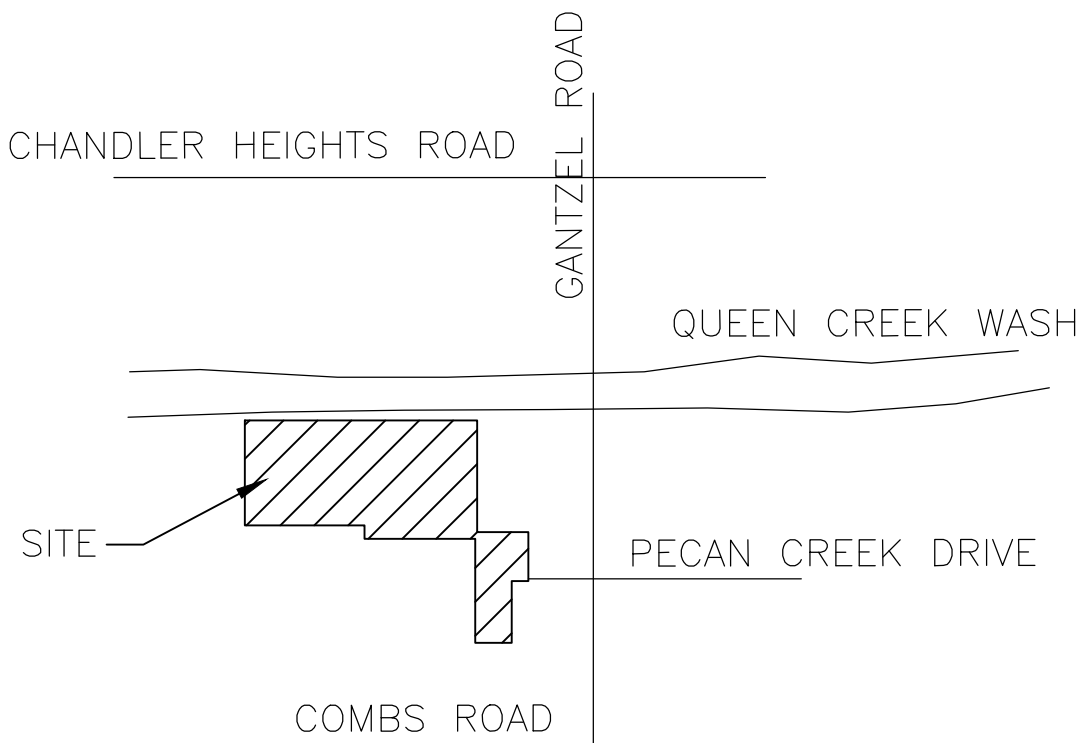 GANTZEL ROAD
CHANDLER HEIGHTS ROAD
QUEEN CREEK WASH
SITE
PECAN CREEK DRIVE
COMBS ROAD